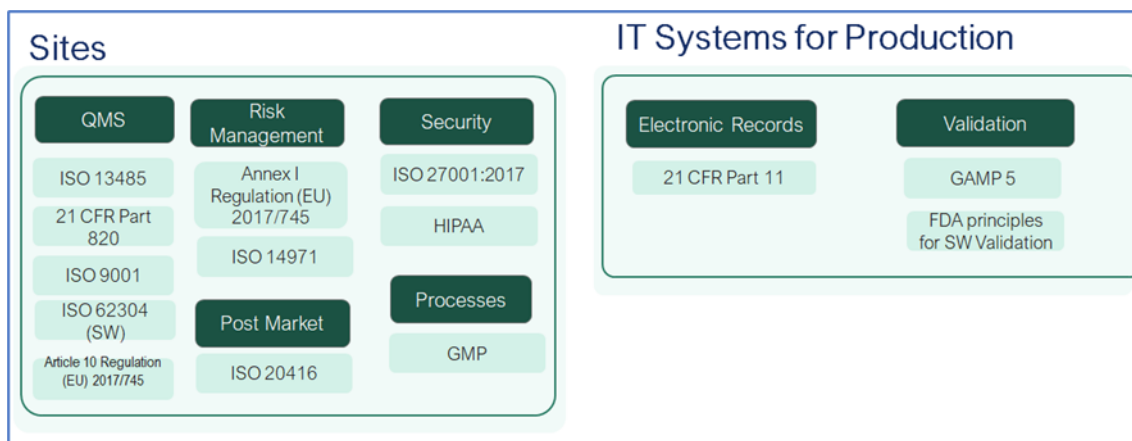 Sites
QMS
ISO 13485
21 CFR Part
820
ISO 9001
ISO 62304
(SW)
Article 10 Regulation
(EU) 2017/745
Risk
Management
Annex I
Regulation (EU)
2017/745
ISO 14971
Post Market
ISO 20416
Security
ISO 27001:2017
HIPAA
Processes
GMP
IT Systems for Production
Electronic Records
21 CFR Part 11
Validation
GAMP 5
FDA principles
for SW Validation